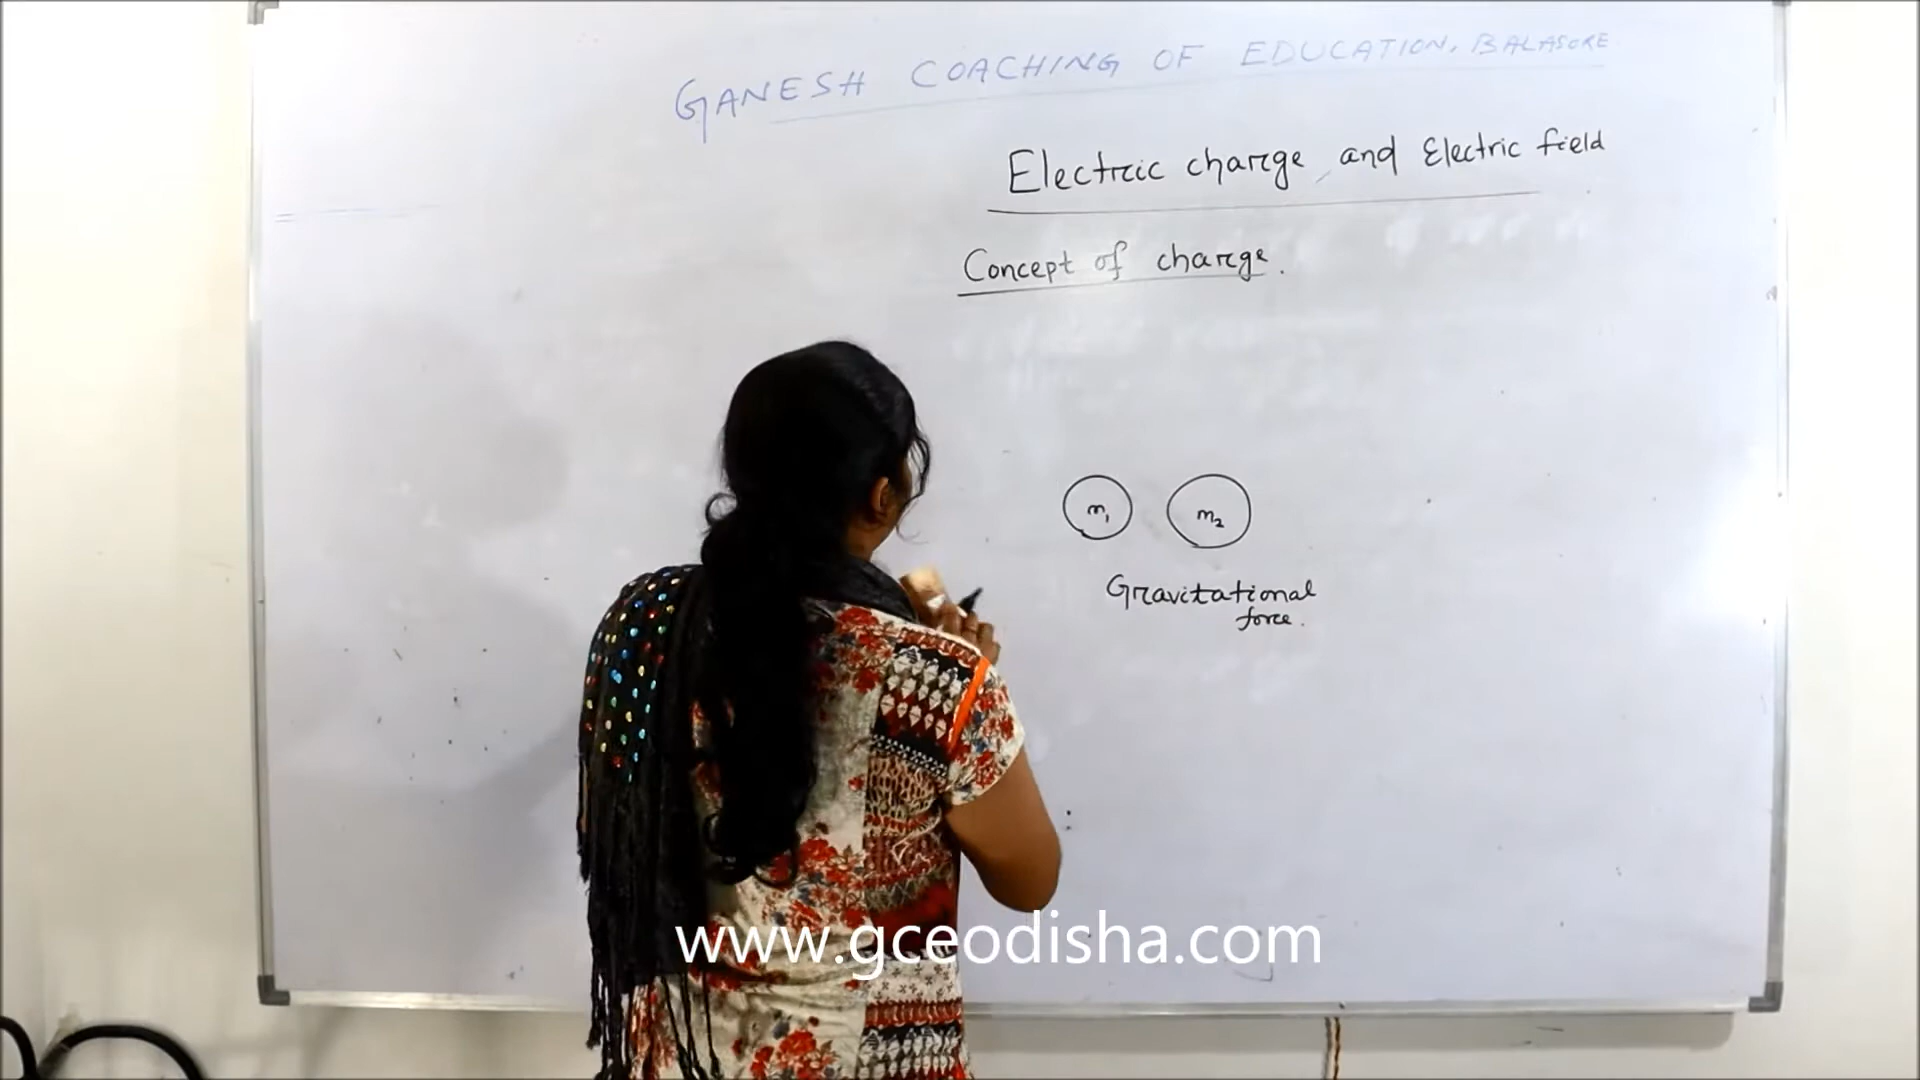 GANESH COACHING OF EDUCATION, BALASORE
Electric charge and Electric field
Concept of charge.
m1 m2
Gravitational
force.
www.gceodisha.com